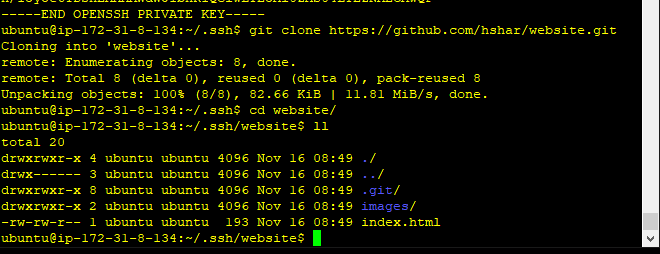 -----END OPENSSH PRIVATE KEY-----
ubuntu@ip-172-31-8-134:~/.ssh$ git clone https://github.com/hshar/website.git
Cloning into 'website'...
remote: Enumerating objects: 8, done.
remote: Total 8 (delta 0), reused 0 (delta 0), pack-reused 8
Unpacking objects: 100% (8/8), 82.66 KiB | 11.81 MiB/s, done.
ubuntu@ip-172-31-8-134:~/.ssh$ cd website/
ubuntu@ip-172-31-8-134:~/.ssh/website$ ll
total 20
drwxrwxr-x 4 ubuntu ubuntu 4096 Nov 16 08:49 ./
drwx------ 3 ubuntu ubuntu 4096 Nov 16 08:49 ../
drwxrwxr-x 8 ubuntu ubuntu 4096 Nov 16 08:49 .git/
drwxrwxr-x 2 ubuntu ubuntu 4096 Nov 16 08:49 images/
-rw-rw-r-- 1 ubuntu ubuntu  193 Nov 16 08:49 index.html
ubuntu@ip-172-31-8-134:~/.ssh/website$